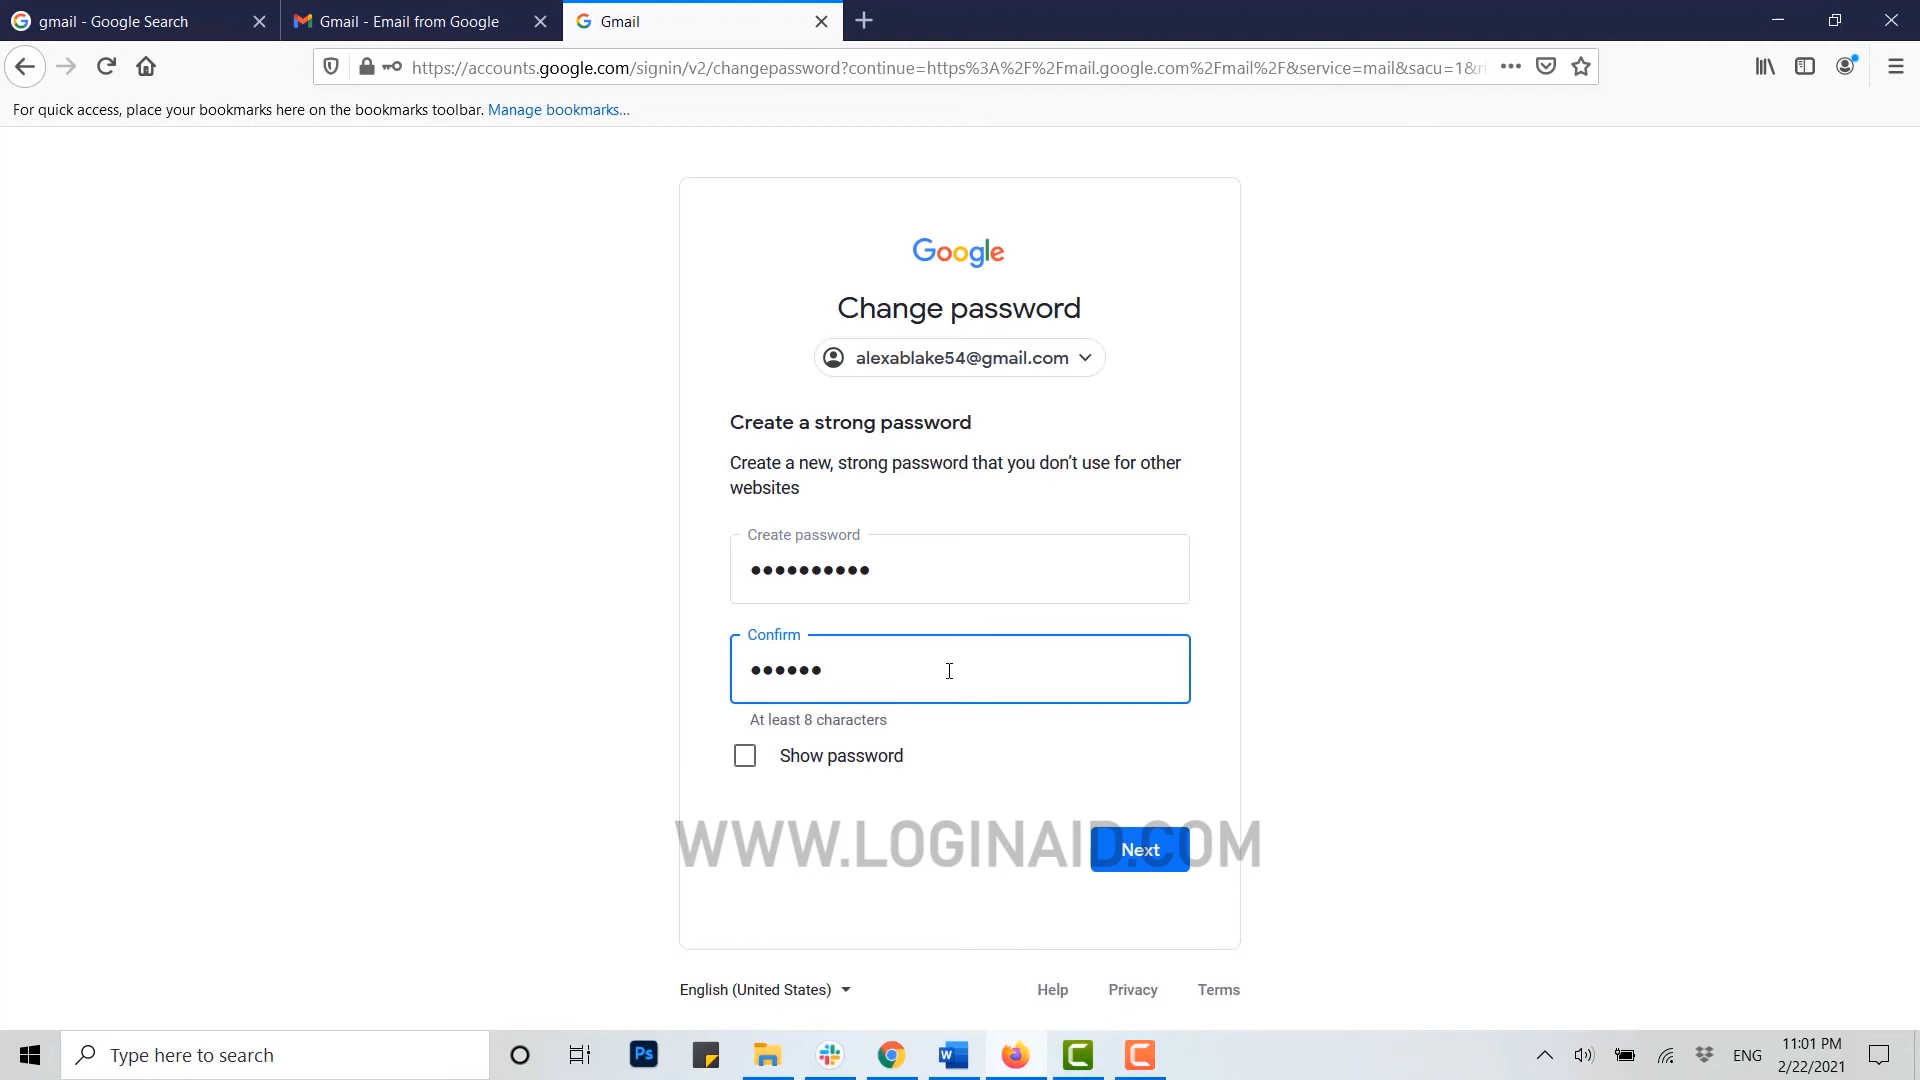 gmail - Google Search
Gmail - Email from Google
Gmail
https://accounts.google.com/signin/v2/changepassword?continue=https%3A%2F%2Fmail.google.com%2Fmail%2F&service=mail&sacu=1&ri
For quick access, place your bookmarks here on the bookmarks toolbar. Manage bookmarks...
Google
Change password
alexablake54@gmail.com
Create a strong password
Create a new, strong password that you don’t use for other
websites
Create password
••••••••••
Confirm
••••••
At least 8 characters
Show password
WWW.LOGINAID.COM
Next
English (United States)
Help
Privacy
Terms
Type here to search
Ps
W
C
C
ENG
11:01 PM
2/22/2021